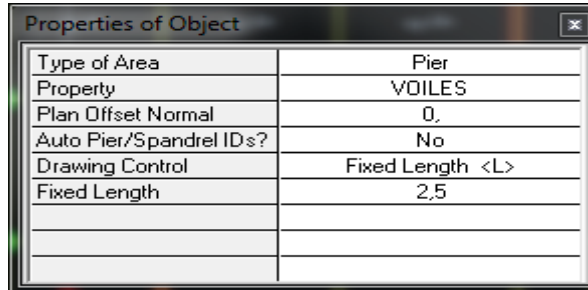 Properties of Object
Type of Area Pier
Property VOILES
Plan Offset Normal 0,
Auto Pier/Spandrel IDs? No
Drawing Control Fixed Length <L>
Fixed Length 2,5